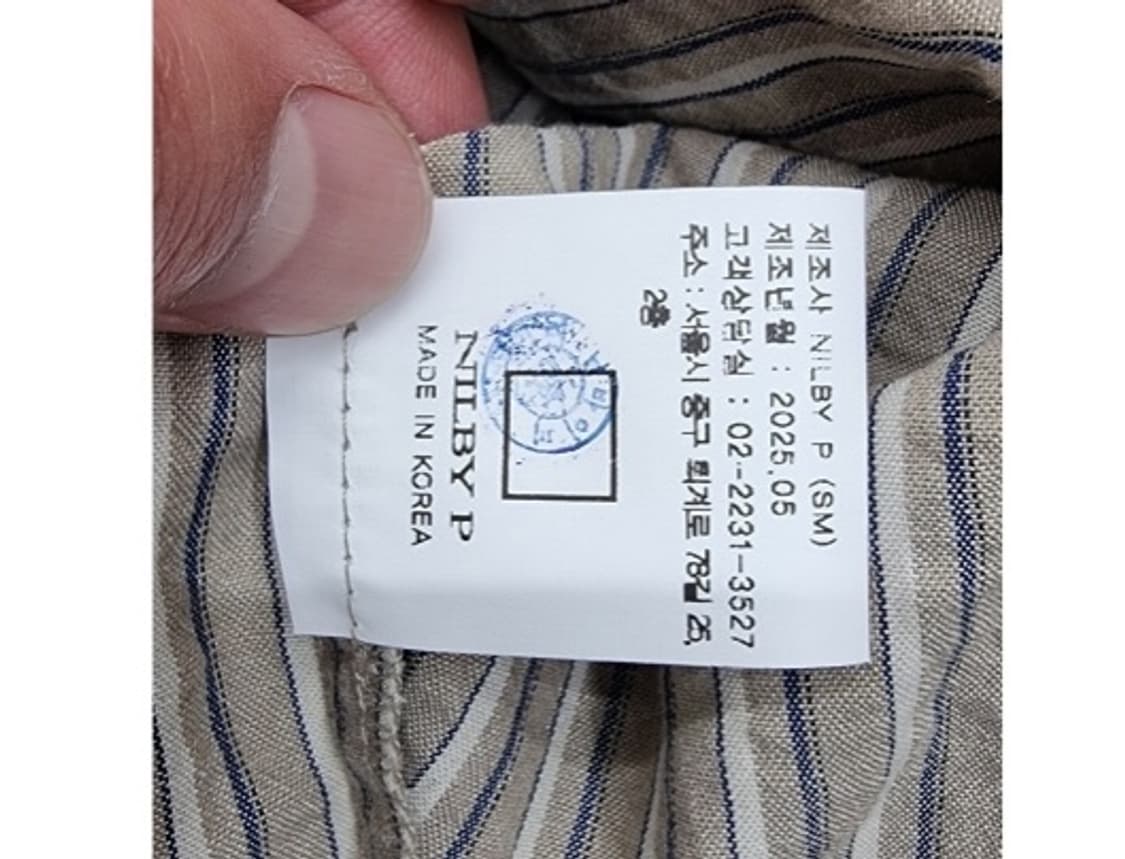 제조사 NILBY P (SM)
제조년월 : 2025.05
고객상담실 : 02-2231-3527
주소 : 서울시 중구 퇴계로 78길 25,
2층
NILBY P
MADE IN KOREA